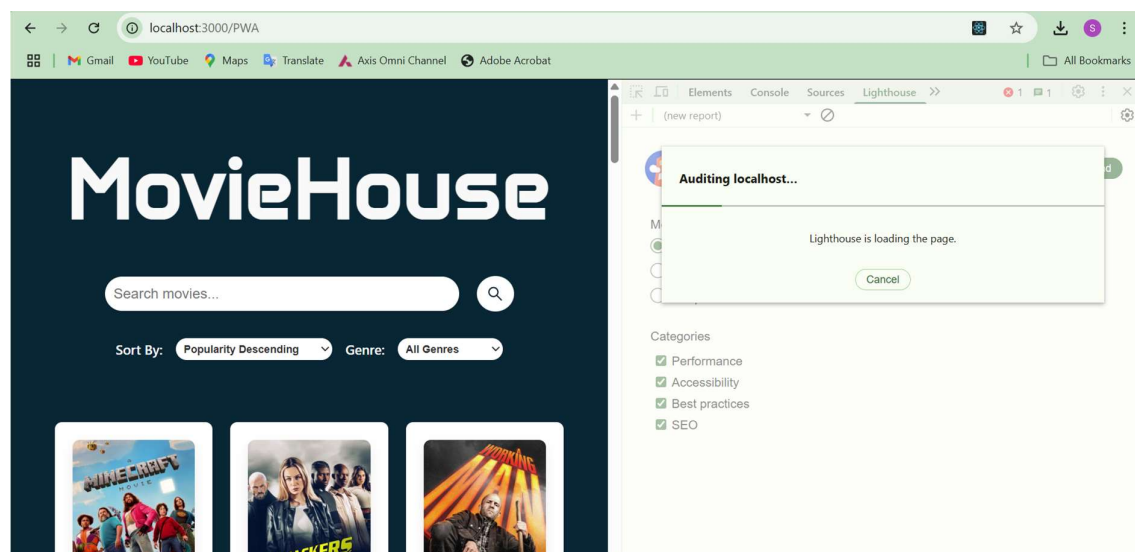 localhost:3000/PWA
S
Gmail YouTube Maps Translate Axis Omni Channel Adobe Acrobat All Bookmarks
Elements Console Sources Lighthouse 1 1
(new report)
Auditing localhost...
Lighthouse is loading the page.
Cancel
Categories
Performance
Accessibility
Best practices
SEO
MovieHouse
Search movies...
Sort By: Popularity Descending Genre: All Genres
MINECRAFT
MOVIE
WORKING
MAN